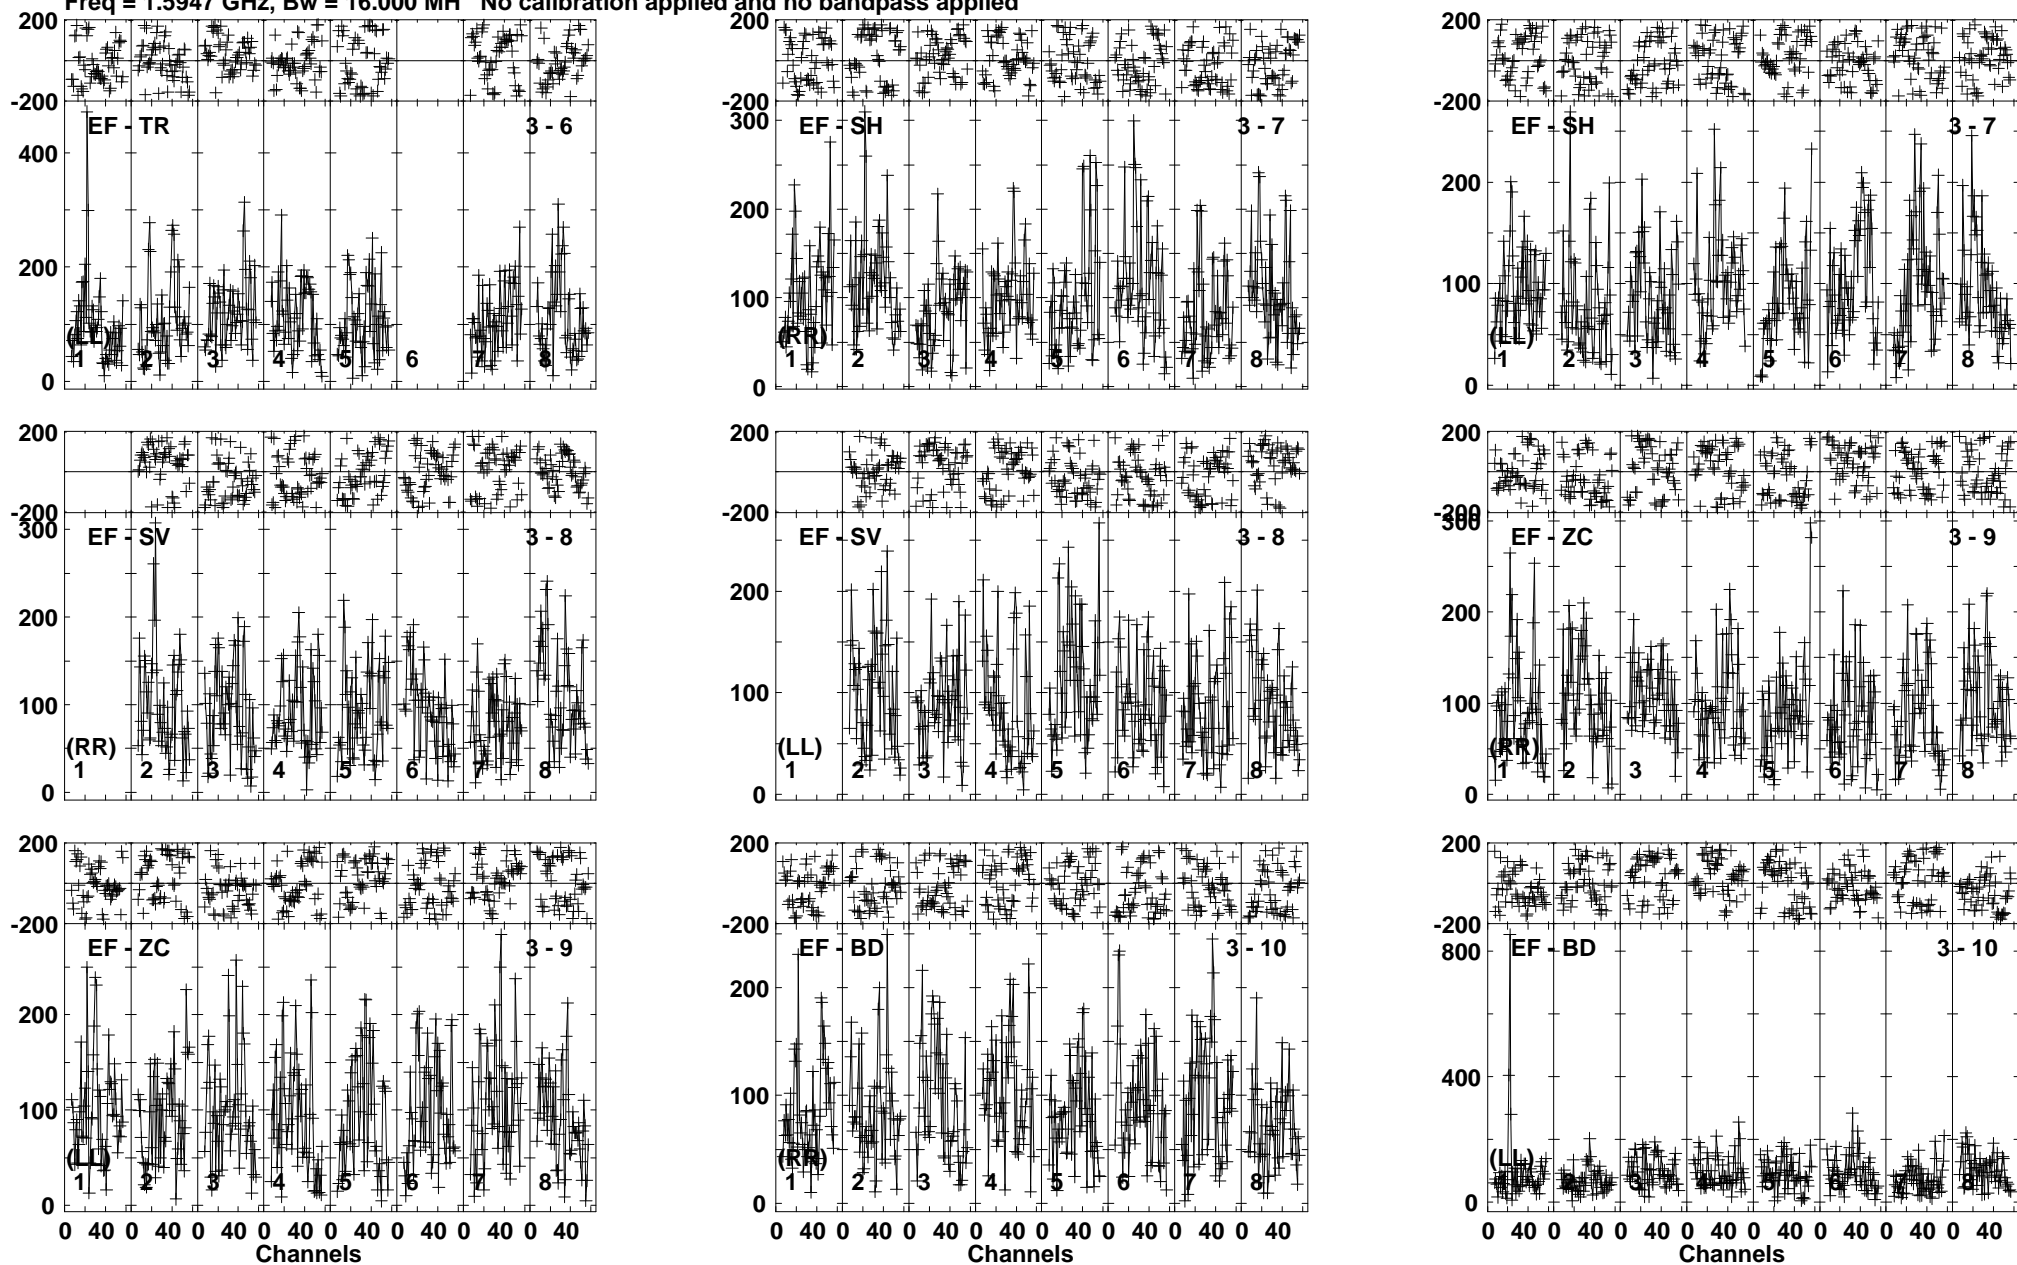 Freq = 1.5947 GHz, Bw = 16.000 MH No calibration applied and no bandpass applied
200 200 200
-200 -200 -200
EF - TR 3 - 6 EF - SH 3 - 7 EF - SH 3 - 7
400 300
200 200 200
100 100
(LL) (RR) (LL)
1 2 3 4 5 6 7 8 1 2 3 4 5 6 7 8 1 2 3 4 5 6 7 8
0 0 0
200 200 200
-200 -200 -200
EF - SV 3 - 8 EF - SV 3 - 8 EF - ZC 3 - 9
300 300
200 200 200
100 100 100
(RR) (LL) (RR)
1 2 3 4 5 6 7 8 1 2 3 4 5 6 7 8 1 2 3 4 5 6 7 8
0 0 0
200 200 200
-200 -200 -200
EF - ZC 3 - 9 EF - BD 3 - 10 EF - BD 3 - 10
800
200 200
400
100 100
(LL) (RR) (LL)
1 2 3 4 5 6 7 8 1 2 3 4 5 6 7 8 1 2 3 4 5 6 7 8
0 0 0
0 40 0 40 0 40 0 40 0 40 0 40 0 40 0 40 0 40 0 40 0 40 0 40 0 40 0 40 0 40 0 40 0 40 0 40 0 40 0 40 0 40 0 40 0 40 0 40
Channels Channels Channels